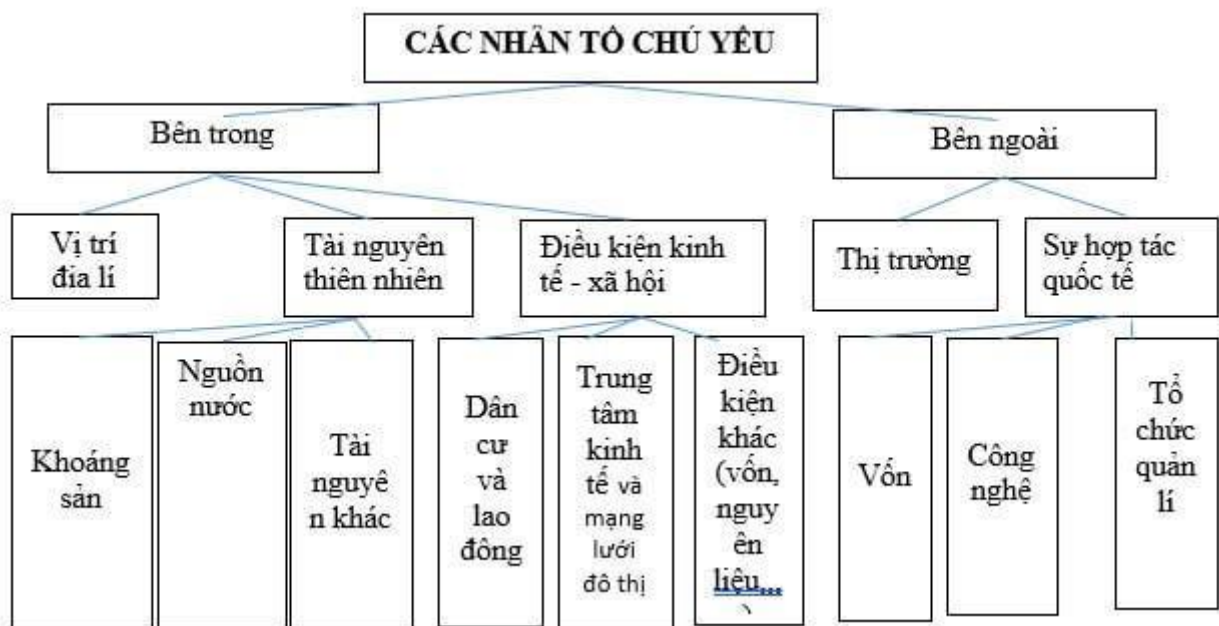 CÁC NHÂN TỐ CHỦ YẾU
Bên trong
Bên ngoài
Vị trí
đia lí
Tài nguyên
thiên nhiên
Điều kiện kinh
tế - xã hội
Thị trường
Sự hợp tác
quốc tế
Khoáng
sản
Nguồn
nước
Tài
nguyê
n khác
Dân
cư
và
lao
đông
Trung
tâm
kinh
tế và
mạng
lưới
đô thị
Điều
kiện
khác
(vốn,
nguy
ên
liệu...
)
Vốn
Công
nghệ
Tổ
chức
quản
lí